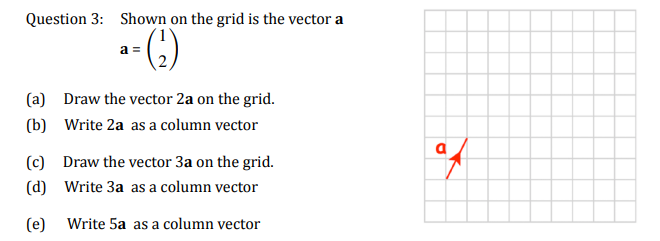 Question 3: Shown on the grid is the vector a
a = (1
2)
(a) Draw the vector 2a on the grid.
(b) Write 2a as a column vector
(c) Draw the vector 3a on the grid.
(d) Write 3a as a column vector
(e) Write 5a as a column vector
a